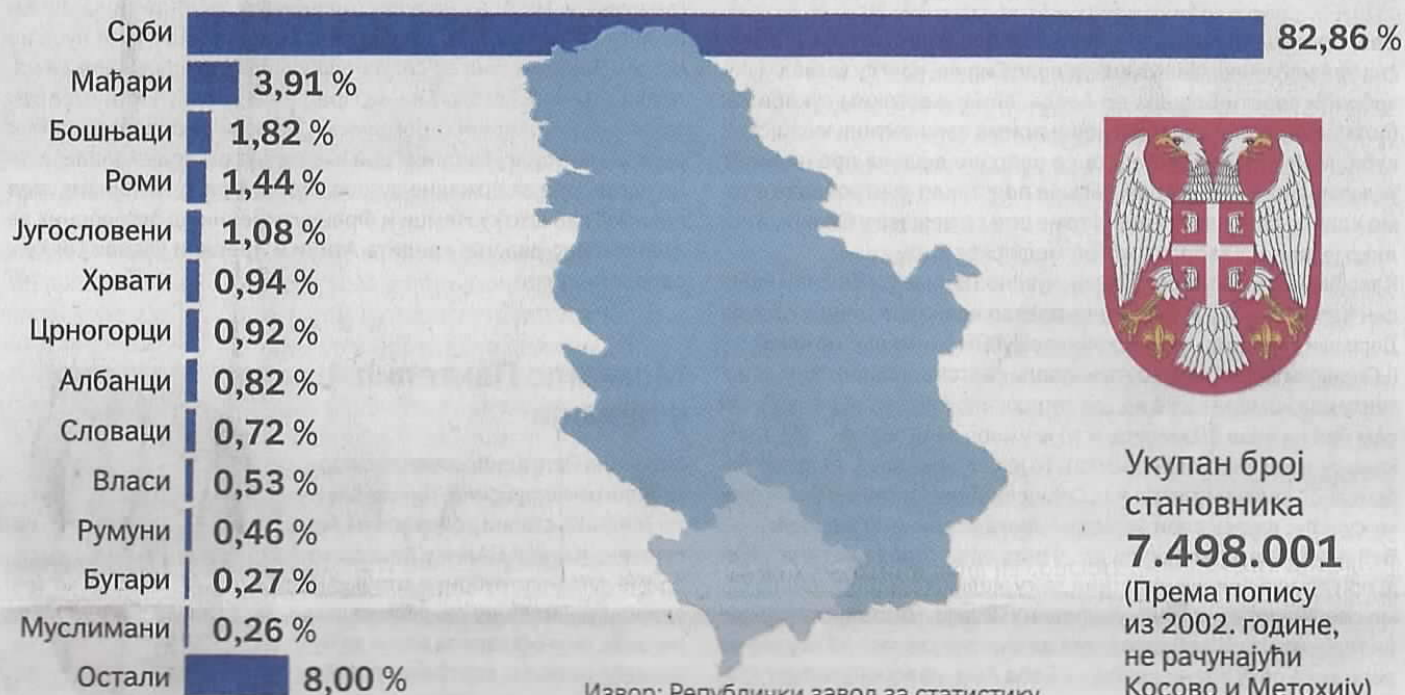 Срби 82,86 %
Мађари 3,91 %
Бошњаци 1,82 %
Роми 1,44 %
Југословени 1,08 %
Хрвати 0,94 %
Црногорци 0,92 %
Албанци 0,82 %
Словаци 0,72 %
Власи 0,53 %
Румуни 0,46 %
Бугари 0,27 %
Муслимани 0,26 %
Остали 8,00 %
Укупан број
становника
7.498.001
(Према попису
из 2002. године,
не рачунајући
Косово и Метохију)
Извор: Републички завод за статистику